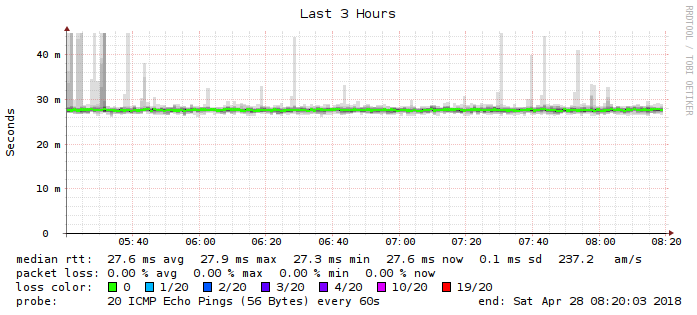 Last 3 Hours
RRDTOOL / TOBI OETIKER
Seconds
40 m
30 m
20 m
10 m
0
05:40 06:00 06:20 06:40 07:00 07:20 07:40 08:00 08:20
median rtt: 27.6 ms avg 27.9 ms max 27.3 ms min 27.6 ms now 0.1 ms sd 237.2 am/s
packet loss: 0.00 % avg 0.00 % max 0.00 % min 0.00 % now
loss color: 0 1/20 2/20 3/20 4/20 10/20 19/20
probe: 20 ICMP Echo Pings (56 Bytes) every 60s end: Sat Apr 28 08:20:03 2018